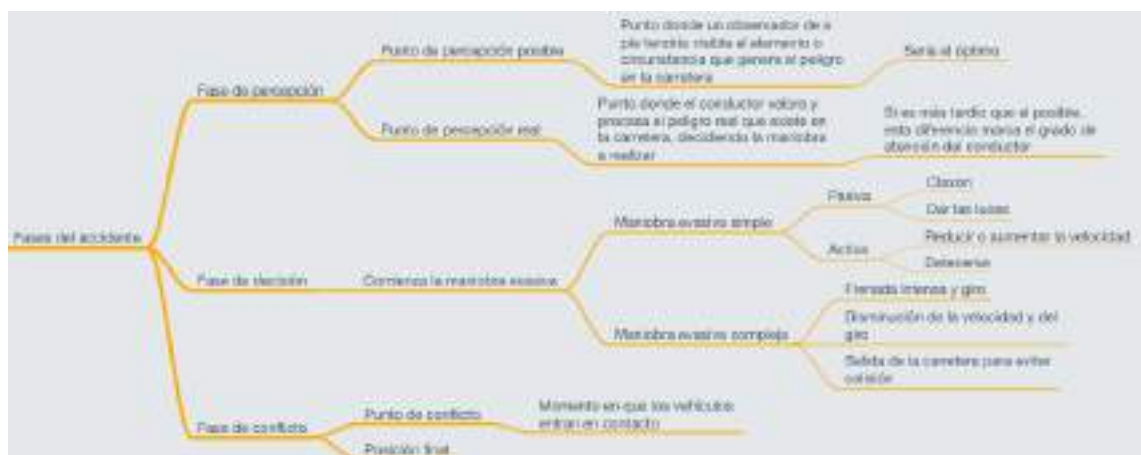 Fases del accidente
Fase de percepción
Punto de percepción posible
Punto donde un observador de a
pie tendría visible el elemento o
circunstancia que genera el peligro
en la carretera
Sería el óptimo
Punto de percepción real
Punto donde el conductor valora y
procesa el peligro real que existe en
la carretera, decidiendo la maniobra
a realizar
Si es más tardío que el posible,
esta diferencia marca el grado de
atención del conductor
Fase de decisión
Comienza la maniobra evasiva
Maniobra evasiva simple
Pasiva
Claxon
Dar las luces
Activa
Reducir o aumentar la velocidad
Detenerse
Maniobra evasiva compleja
Frenada intensa y giro
Disminución de la velocidad y del
giro
Salida de la carretera para evitar
colisión
Fase de conflicto
Punto de conflicto
Momento en que los vehículos
entran en contacto
Posición final